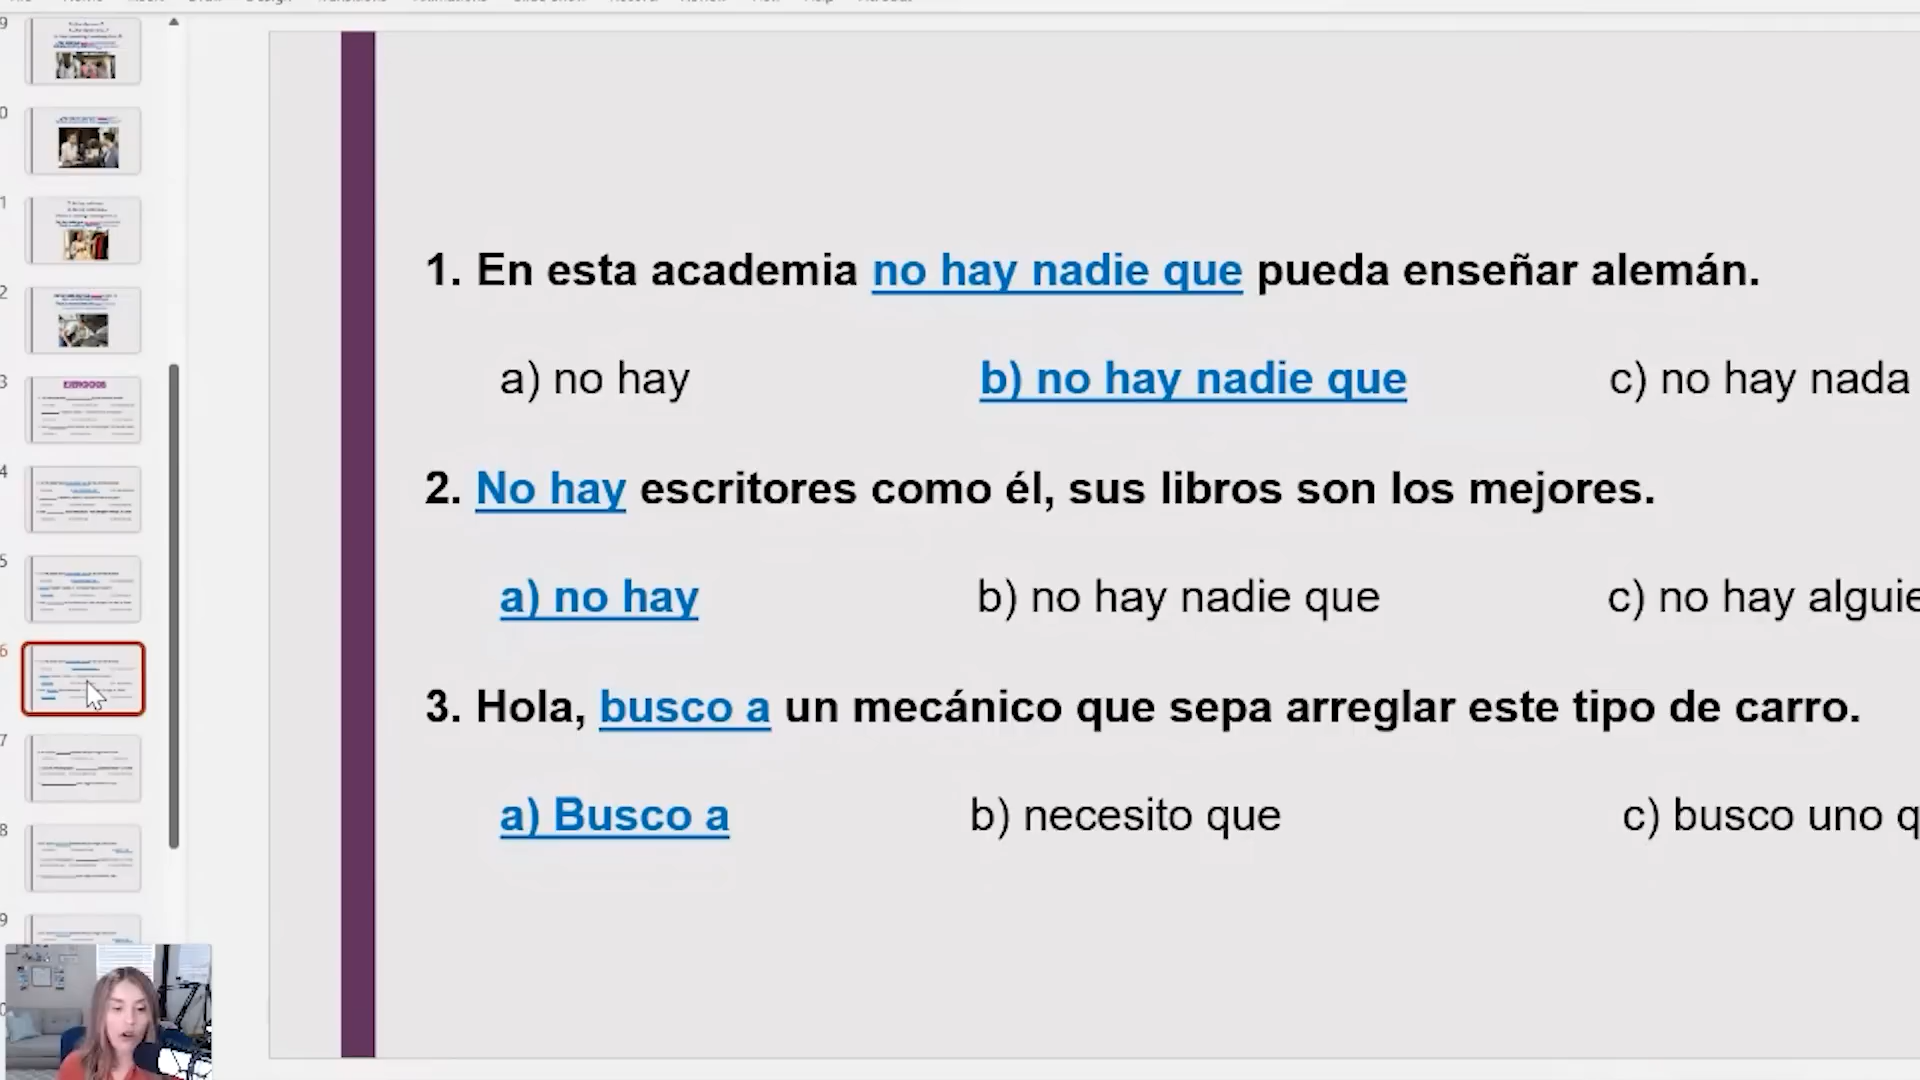 1. En esta academia no hay nadie que pueda enseñar alemán.
a) no hay b) no hay nadie que c) no hay nada
2. No hay escritores como él, sus libros son los mejores.
a) no hay b) no hay nadie que c) no hay alguie
3. Hola, busco a un mecánico que sepa arreglar este tipo de carro.
a) Busco a b) necesito que c) busco uno q
EJERCICIOS